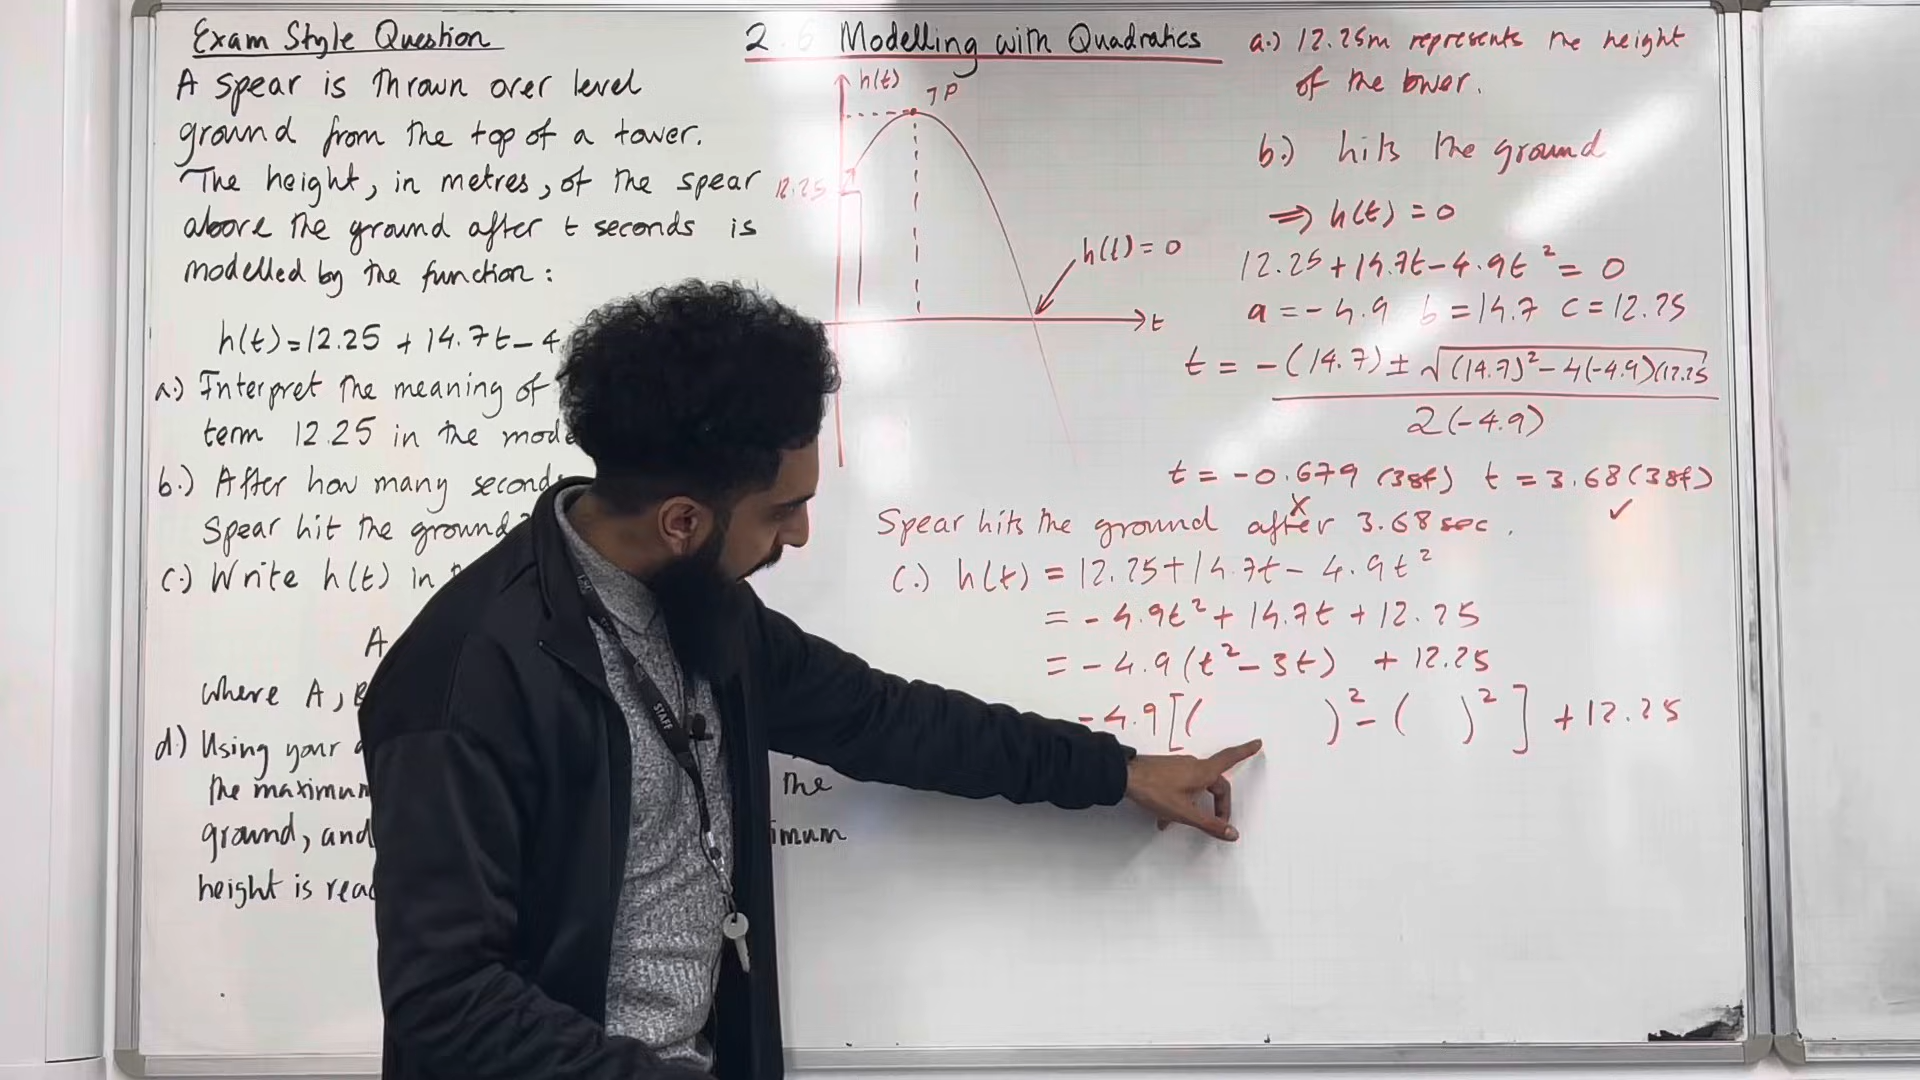 Exam Style Question
A spear is thrown over level
ground from the top of a tower.
The height, in metres, of the spear
above the ground after t seconds is
modelled by the function:
h(t)=12.25 + 14.7t - 4
a.) Interpret the meaning of
term 12.25 in the mode
b.) After how many second
Spear hit the ground?
c.) Write h(t) in
A
where A, B
d.) Using your
the maximum
the
ground, and
imum
height is reac
2.6 Modelling with Quadratics
h(t)
TP
12.25
h(t) = 0
t
a.) 12.25m represents the height
of the tower.
b.) hits the ground
⇒ h(t) = 0
12.25 + 14.7t - 4.9t² = 0
a = -4.9 b = 14.7 c = 12.25
t = -(14.7) ± √(14.7)² - 4(-4.9)(12.25
2(-4.9)
t = -0.679 (3sf) t = 3.68 (3sf)
x ✓
Spear hits the ground after 3.68 sec.
c.) h(t) = 12.25 + 14.7t - 4.9t²
= -4.9t² + 14.7t + 12.25
= -4.9(t² - 3t) + 12.25
-4.9[( )² - ( )²] + 12.25
STAFF